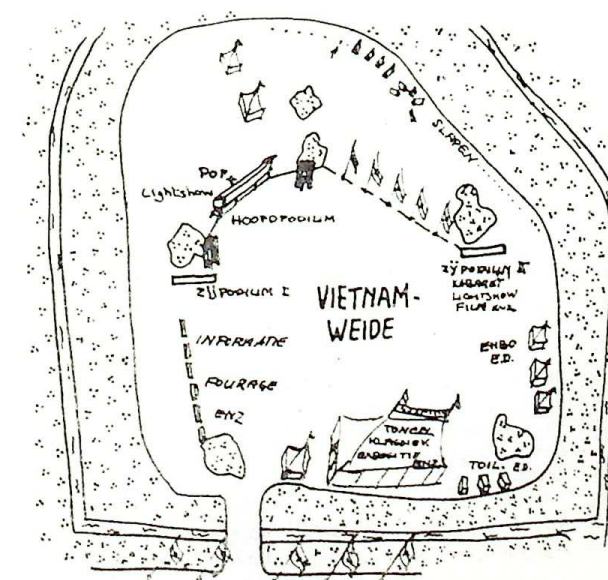 SLAPEN
POP
Lightshow
HOOFDPODIUM
ZIJPODIUM I
ZIJPODIUM II
KABARET
LIGHTSHOW
FILM ENZ
VIETNAM-
WEIDE
INFORMATIE
FOURAGE
ENZ
EHBO
E.D.
TONEEL
KLASSIEK
EXPOSITIE
ENZ
TOIL. E.D.